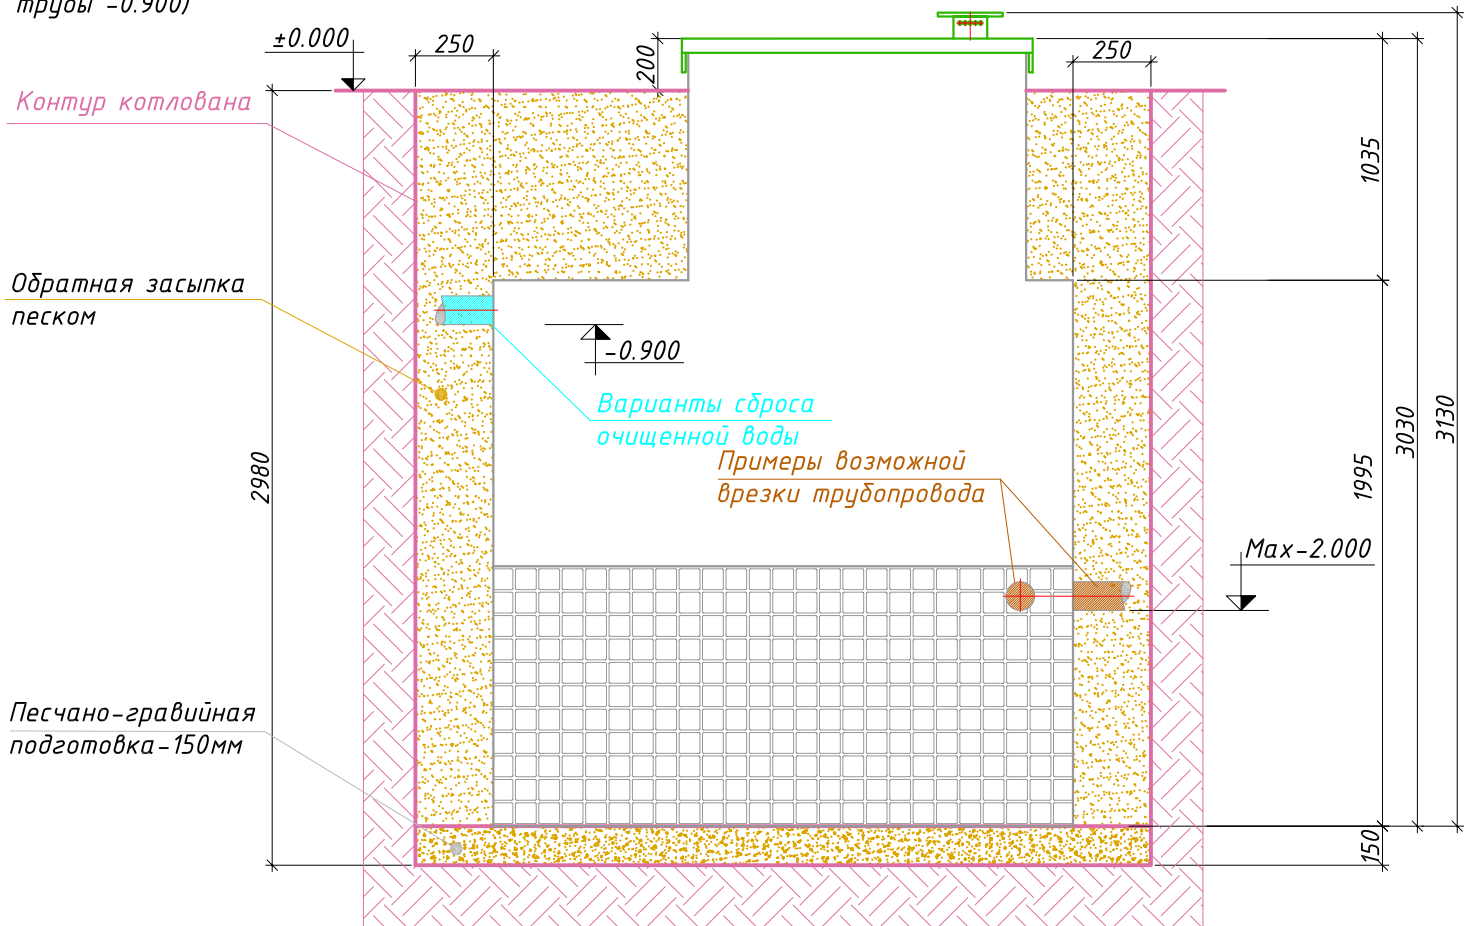 трубы -0.900)
±0.000
250
200
250
Контур котлована
1035
Обратная засыпка
песком
-0.900
Варианты сброса
очищенной воды
Примеры возможной
врезки трубопровода
2980
1995
3030
3130
Max-2.000
Песчано-гравийная
подготовка-150мм
150